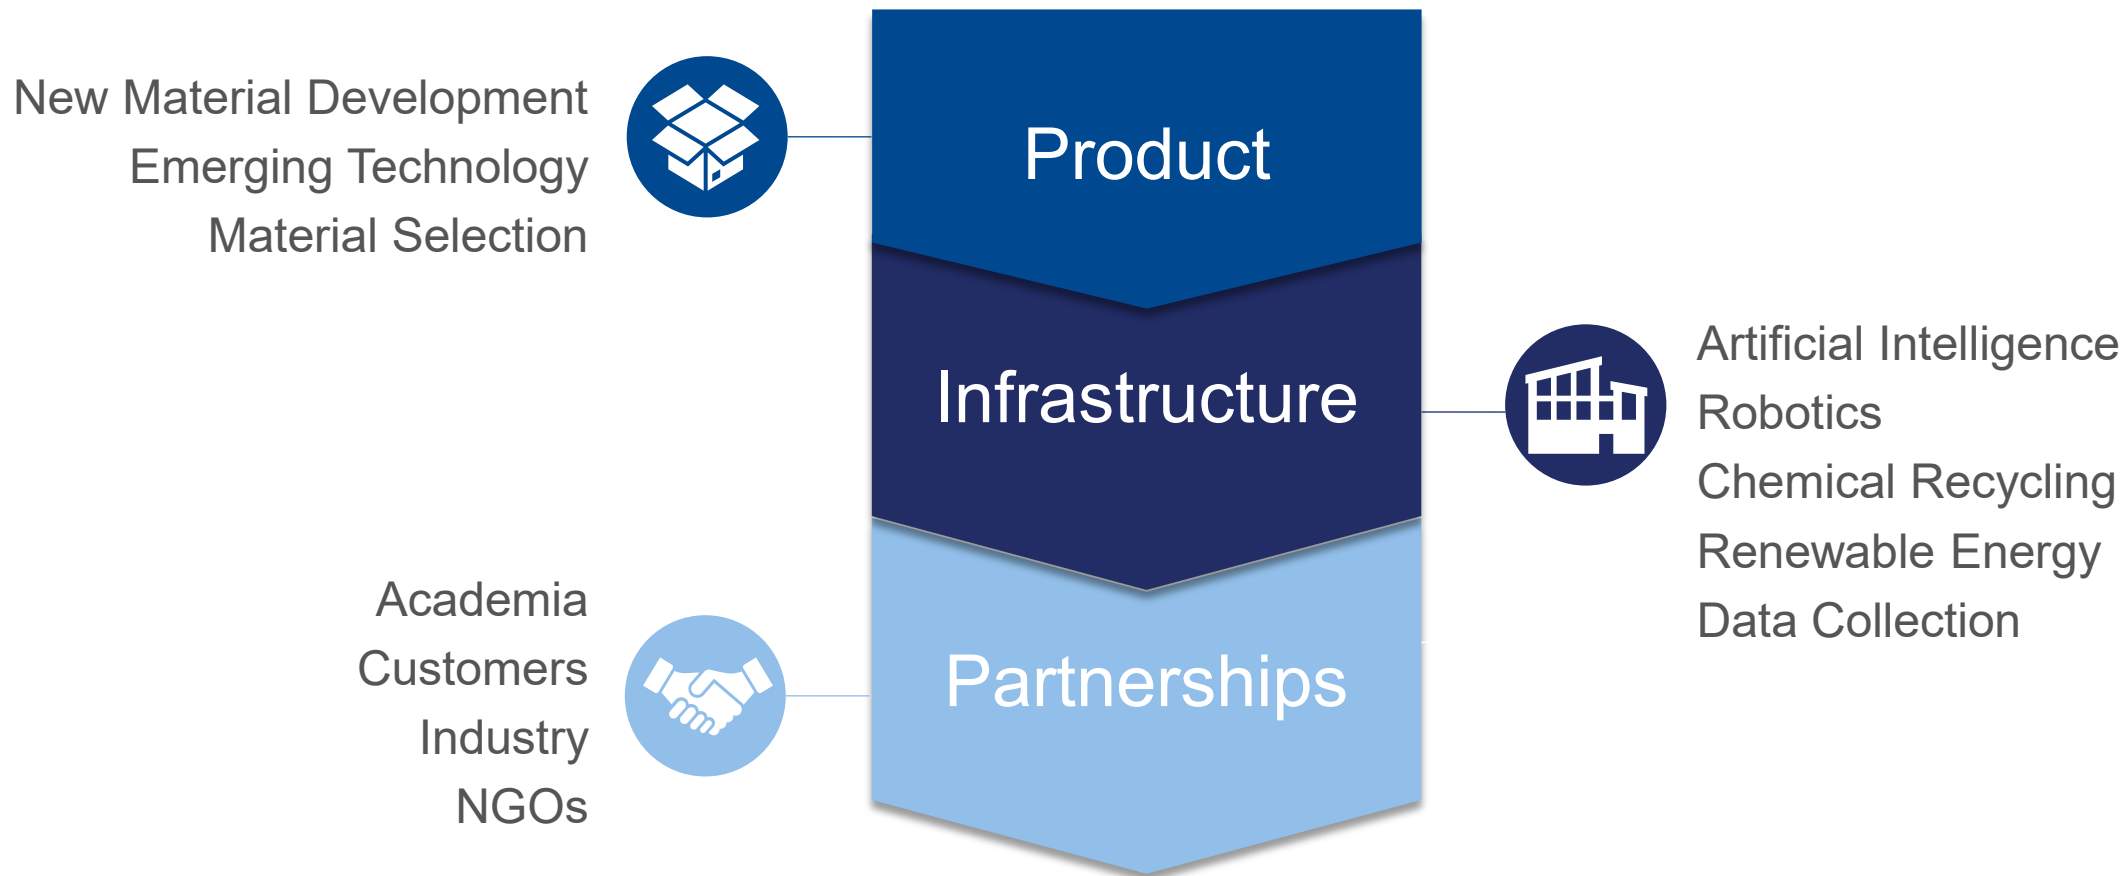 New Material Development
Emerging Technology
Material Selection
Product
Infrastructure
Artificial Intelligence
Robotics
Chemical Recycling
Renewable Energy
Data Collection
Academia
Customers
Industry
NGOs
Partnerships